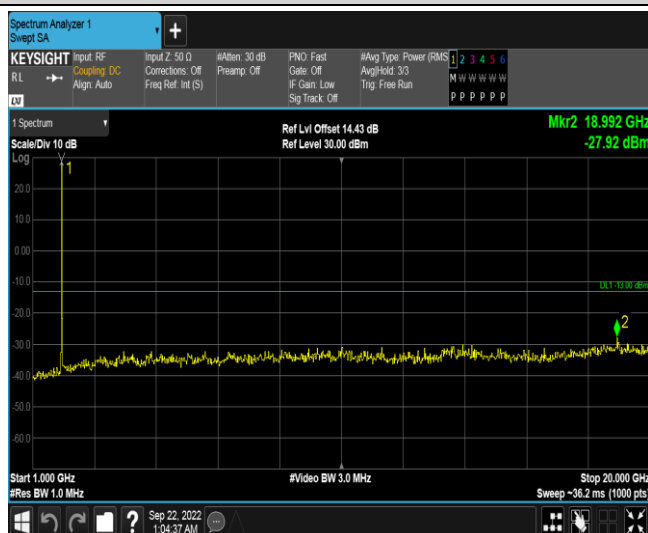 Spectrum Analyzer 1
Swept SA
+
KEYSIGHT
RL
LXI
Input: RF
Coupling: DC
Align: Auto
Input Z: 50 Ω
Corrections: Off
Freq Ref: Int (S)
#Atten: 30 dB
Preamp: Off
PNO: Fast
Gate: Off
IF Gain: Low
Sig Track: Off
#Avg Type: Power (RMS
Avg|Hold: 3/3
Trig: Free Run
1 2 3 4 5 6
M W W W W W
P P P P P P
1 Spectrum
Scale/Div 10 dB
Log
Ref Lvl Offset 14.43 dB
Ref Level 30.00 dBm
Mkr2 18.992 GHz
-27.92 dBm
1
20.0
10.0
0.00
-10.0
DL1 -13.00 dBm
-20.0
2
-30.0
-40.0
-50.0
-60.0
Start 1.000 GHz
#Video BW 3.0 MHz
Stop 20.000 GHz
#Res BW 1.0 MHz
Sweep ~36.2 ms (1000 pts)
?
Sep 22, 2022
1:04:37 AM